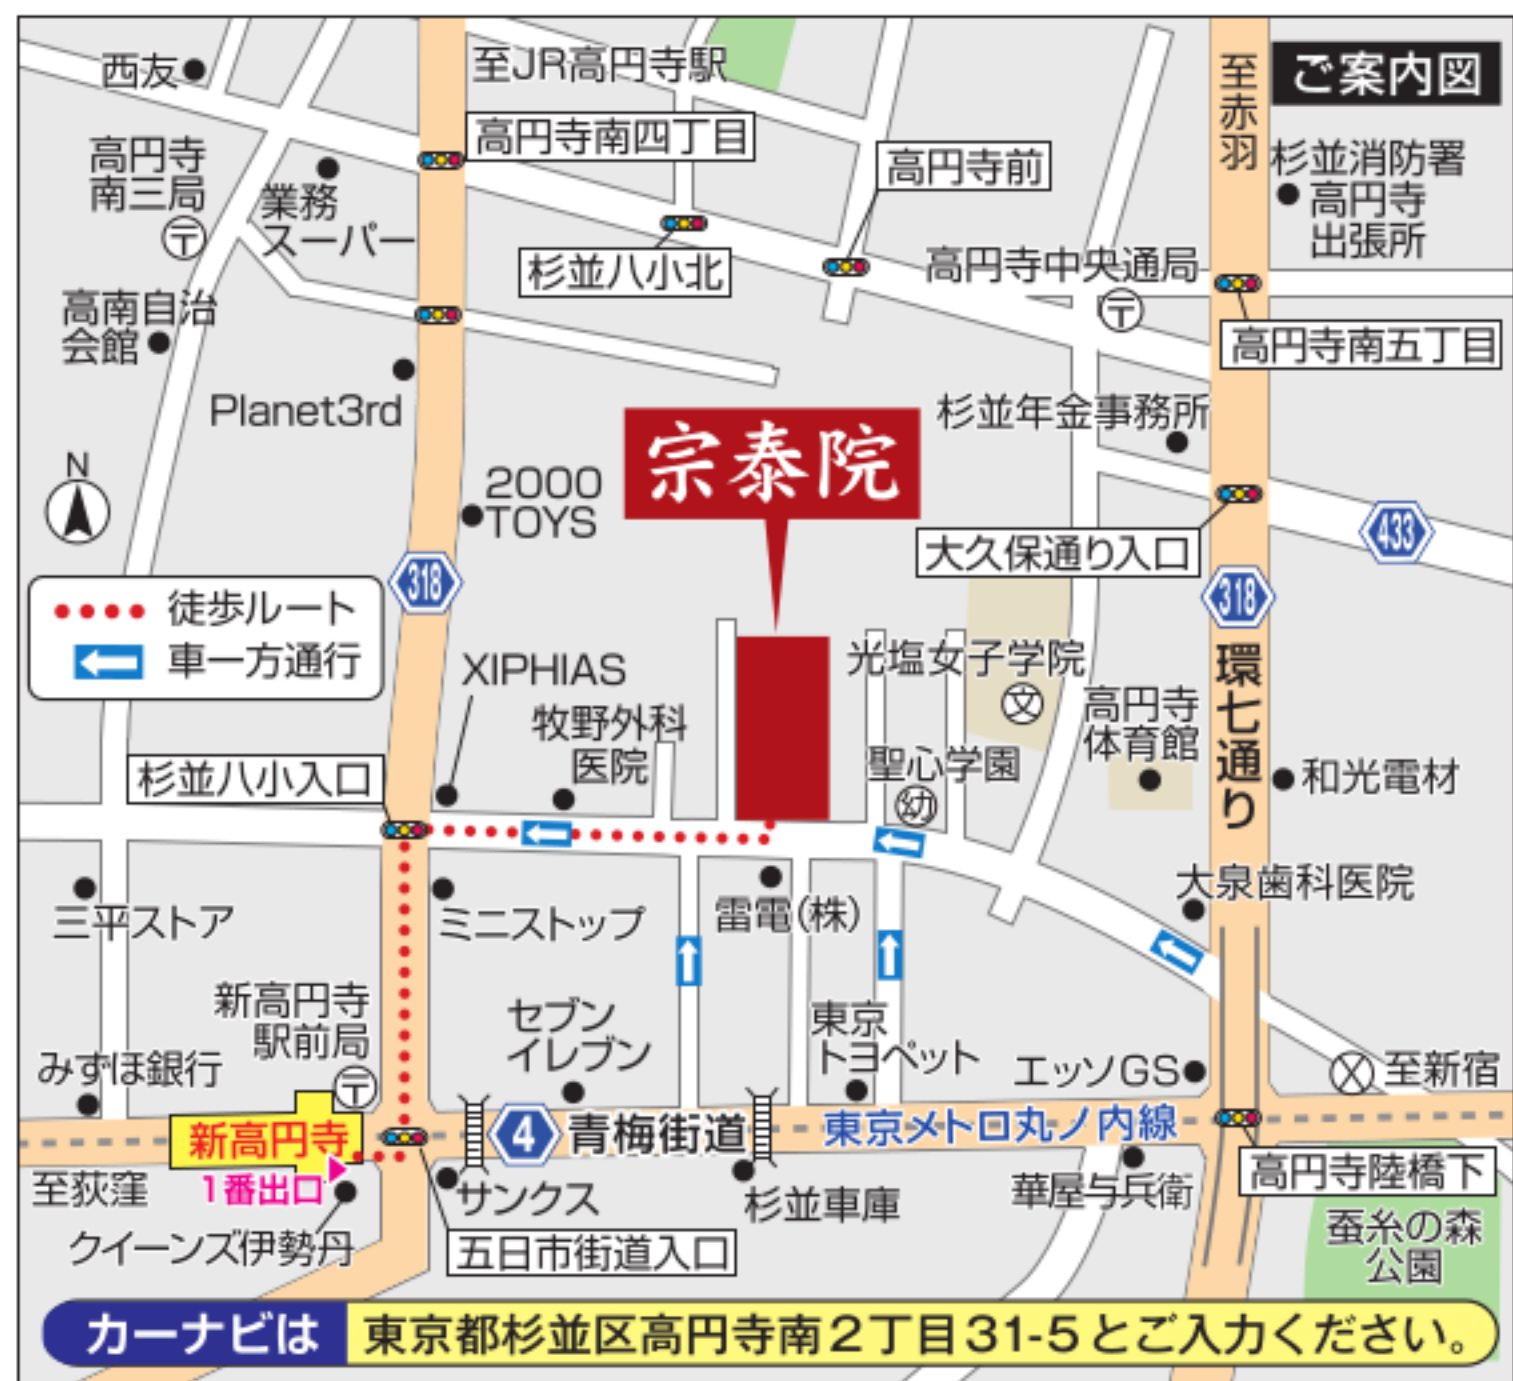 西友
至JR高円寺駅
至赤羽
ご案内図
高円寺南四丁目
高円寺
南三局
〒
業務
スーパー
高円寺前
杉並消防署
高円寺
出張所
杉並八小北
高円寺中央通局
〒
高南自治
会館
高円寺南五丁目
Planet3rd
杉並年金事務所
宗泰院
N
2000
TOYS
大久保通り入口
433
318
318
徒歩ルート
車一方通行
XIPHIAS
牧野外科
医院
光塩女子学院
文
高円寺
体育館
環七通り
杉並八小入口
聖心学園
幼
和光電材
三平ストア
ミニストップ
雷電(株)
大泉歯科医院
新高円寺
駅前局
〒
セブン
イレブン
東京
トヨペット
みずほ銀行
エッソGS
至新宿
新高円寺
1番出口
4
青梅街道
東京メトロ丸ノ内線
至荻窪
サンクス
杉並車庫
華屋与兵衛
高円寺陸橋下
クイーンズ伊勢丹
五日市街道入口
蚕糸の森
公園
カーナビは
東京都杉並区高円寺南2丁目31-5とご入力ください。